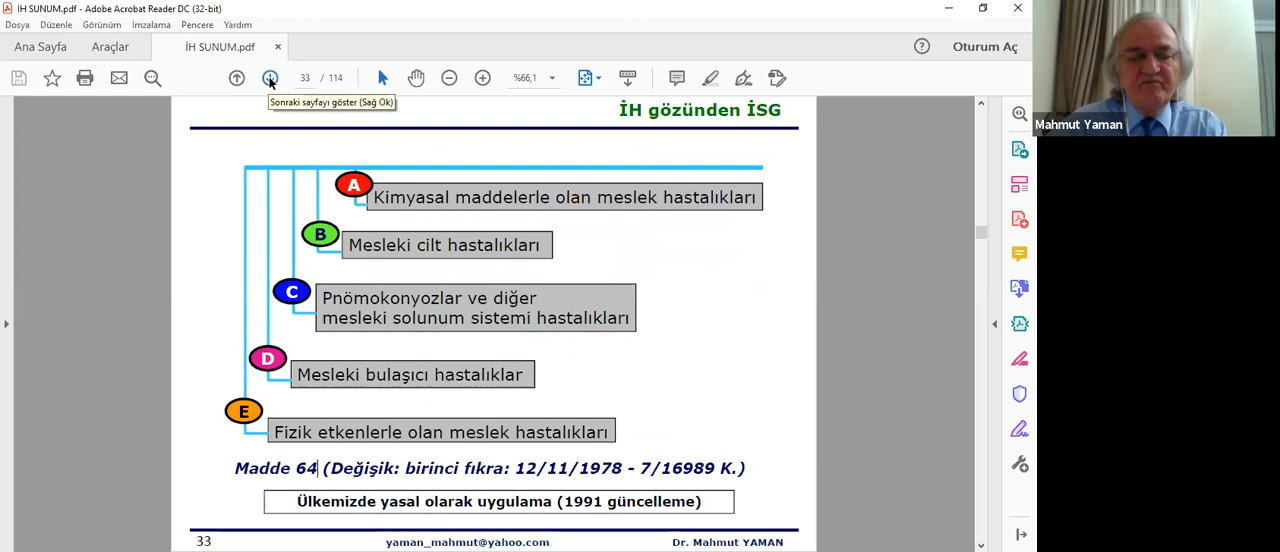 İH SUNUM.pdf - Adobe Acrobat Reader DC (32-bit)
Dosya Düzenle Görünüm İmzalama Pencere Yardım
Ana Sayfa Araçlar İH SUNUM.pdf × Oturum Aç
33 / 114 %66,1
Sonraki sayfayı göster (Sağ Ok)
Mahmut Yaman
İH gözünden İSG
A Kimyasal maddelerle olan meslek hastalıkları
B Mesleki cilt hastalıkları
C Pnömokonyozlar ve diğer
mesleki solunum sistemi hastalıkları
D Mesleki bulaşıcı hastalıklar
E Fizik etkenlerle olan meslek hastalıkları
Madde 64 (Değişik: birinci fıkra: 12/11/1978 - 7/16989 K.)
Ülkemizde yasal olarak uygulama (1991 güncelleme)
33 yaman_mahmut@yahoo.com Dr. Mahmut YAMAN